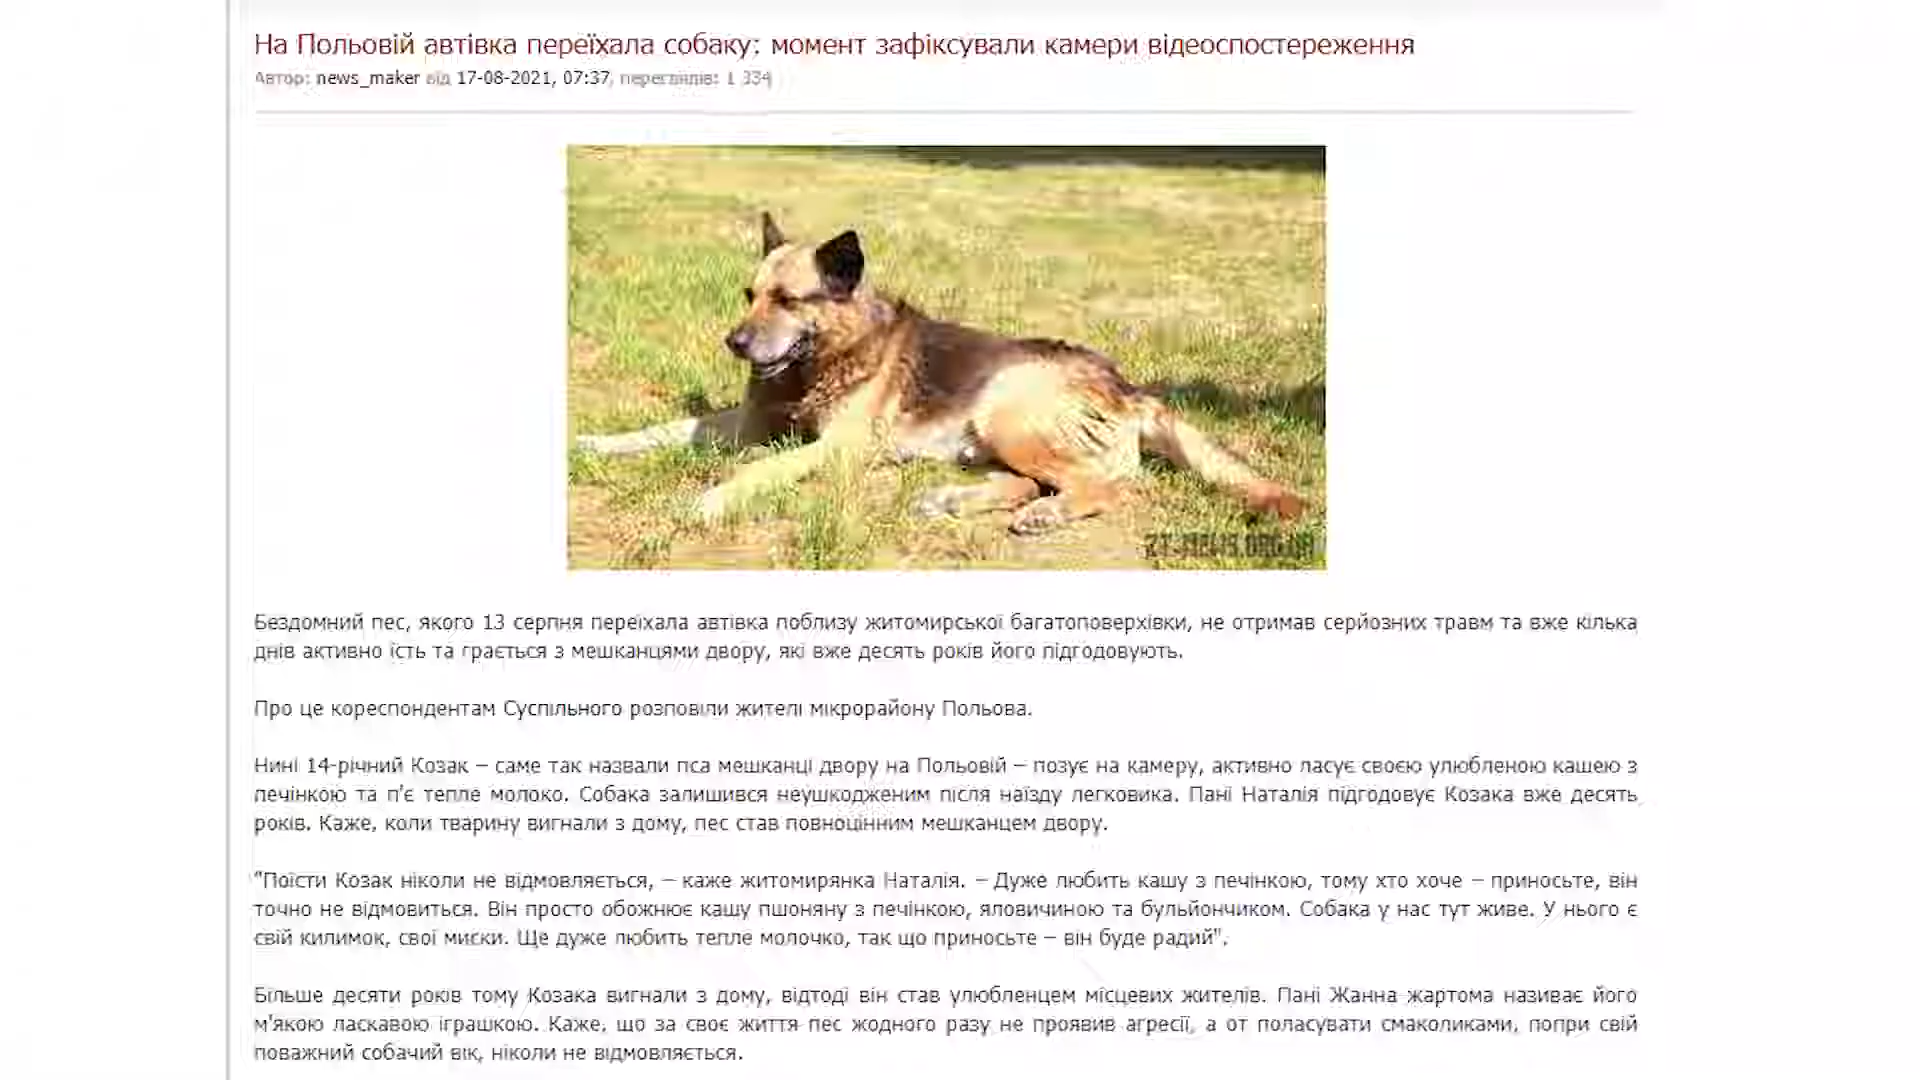 На Польовій автівка переїхала собаку: момент зафіксували камери відеоспостереження
Автор: news_maker від 17-08-2021, 07:37, переглядів: 1 334
ZT-NEWS.ORG.UA
Бездомний пес, якого 13 серпня переїхала автівка поблизу житомирської багатоповерхівки, не отримав серйозних травм та вже кілька
днів активно їсть та грається з мешканцями двору, які вже десять років його підгодовують.
Про це кореспондентам Суспільного розповіли жителі мікрорайону Польова.
Нині 14-річний Козак – саме так назвали пса мешканці двору на Польовій – позує на камеру, активно ласує своєю улюбленою кашею з
печінкою та п'є тепле молоко. Собака залишився неушкодженим після наїзду легковика. Пані Наталія підгодовує Козака вже десять
років. Каже, коли тварину вигнали з дому, пес став повноцінним мешканцем двору.
"Поїсти Козак ніколи не відмовляється, – каже житомирянка Наталія. – Дуже любить кашу з печінкою, тому хто хоче – приносьте, він
точно не відмовиться. Він просто обожнює кашу пшоняну з печінкою, яловичиною та бульйончиком. Собака у нас тут живе. У нього є
свій килимок, свої миски. Ще дуже любить тепле молочко, так що приносьте – він буде радий".
Більше десяти років тому Козака вигнали з дому, відтоді він став улюбленцем місцевих жителів. Пані Жанна жартома називає його
м'якою ласкавою іграшкою. Каже, що за своє життя пес жодного разу не проявив агресії, а от поласувати смаколиками, попри свій
поважний собачий вік, ніколи не відмовляється.